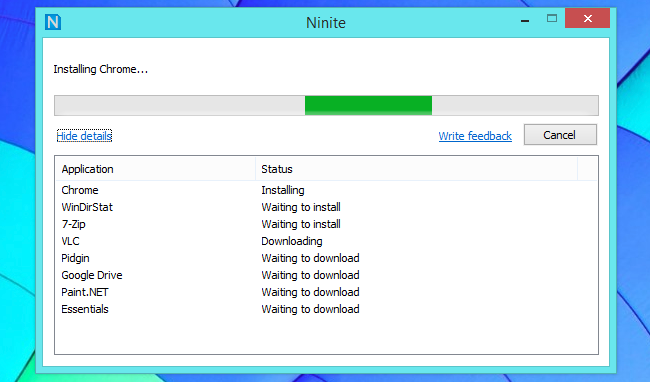 Ninite
Installing Chrome...
Hide details Write feedback Cancel
Application Status
Chrome Installing
WinDirStat Waiting to install
7-Zip Waiting to install
VLC Downloading
Pidgin Waiting to download
Google Drive Waiting to download
Paint.NET Waiting to download
Essentials Waiting to download